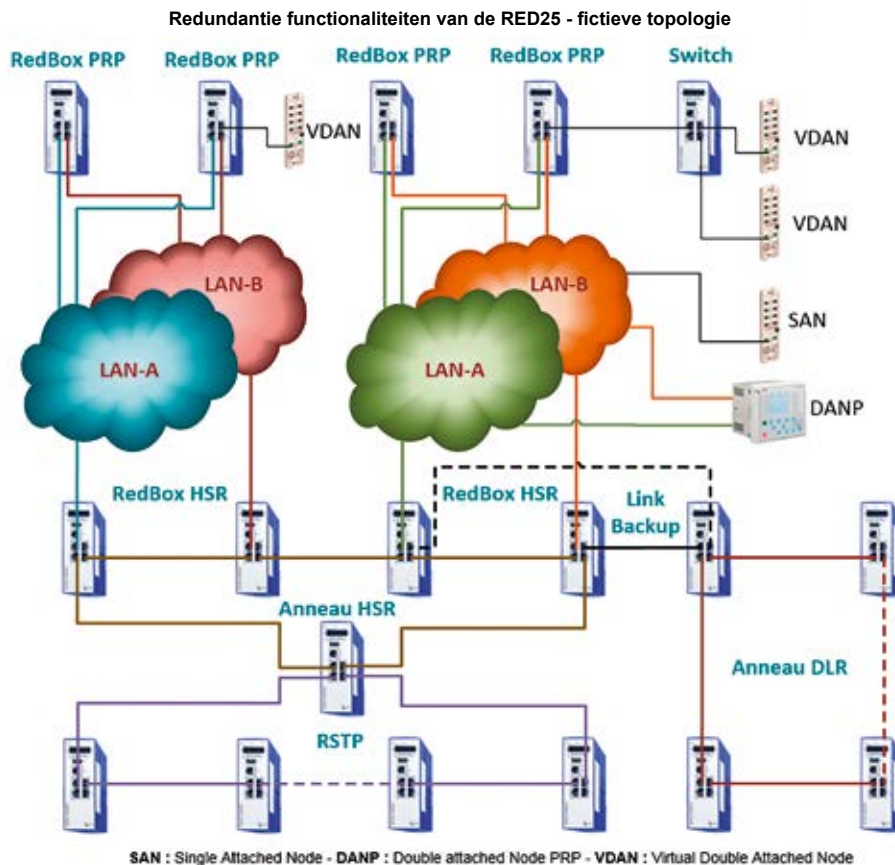 Redundantie functionaliteiten van de RED25 - fictieve topologie
RedBox PRP
RedBox PRP
RedBox PRP
RedBox PRP
Switch
VDAN
VDAN
VDAN
LAN-B
LAN-B
SAN
LAN-A
LAN-A
DANP
RedBox HSR
RedBox HSR
Link
Backup
Anneau HSR
Anneau DLR
RSTP
SAN : Single Attached Node - DANP : Double attached Node PRP - VDAN : Virtual Double Attached Node